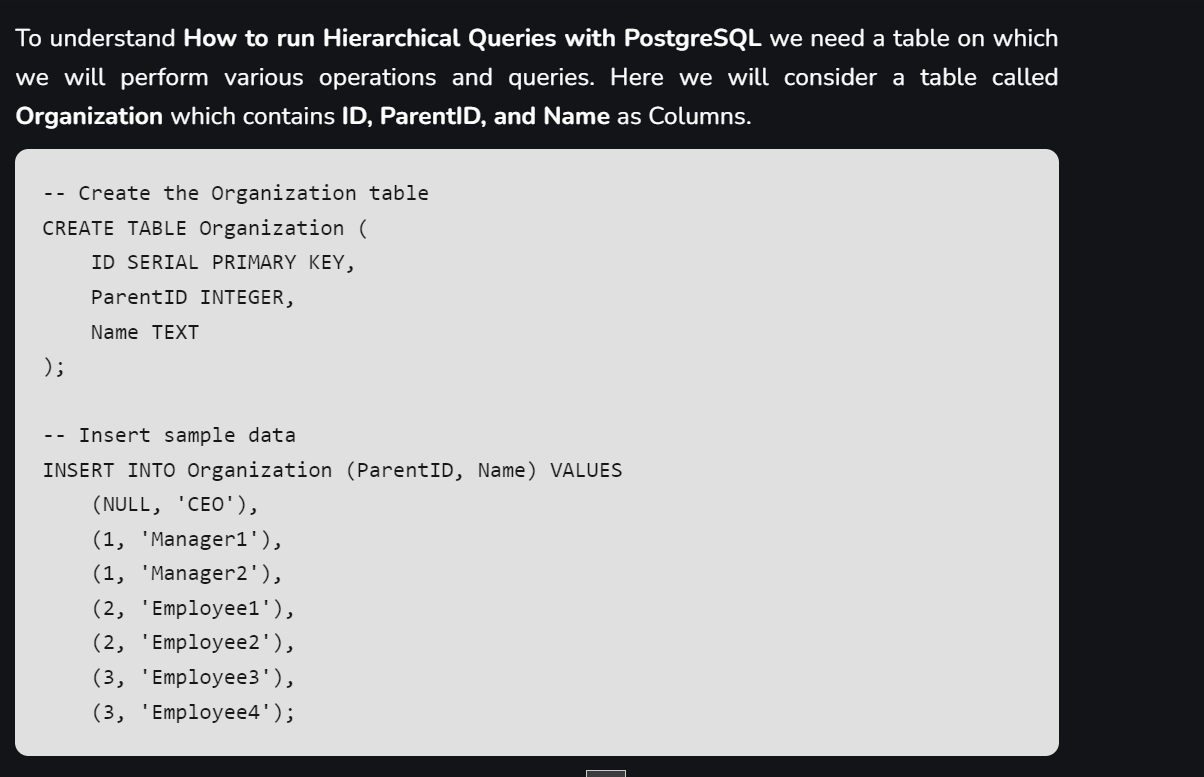 To understand How to run Hierarchical Queries with PostgreSQL we need a table on which
we will perform various operations and queries. Here we will consider a table called
Organization which contains ID, ParentID, and Name as Columns.
-- Create the Organization table
CREATE TABLE Organization (
    ID SERIAL PRIMARY KEY,
    ParentID INTEGER,
    Name TEXT
);
-- Insert sample data
INSERT INTO Organization (ParentID, Name) VALUES
    (NULL, 'CEO'),
    (1, 'Manager1'),
    (1, 'Manager2'),
    (2, 'Employee1'),
    (2, 'Employee2'),
    (3, 'Employee3'),
    (3, 'Employee4');